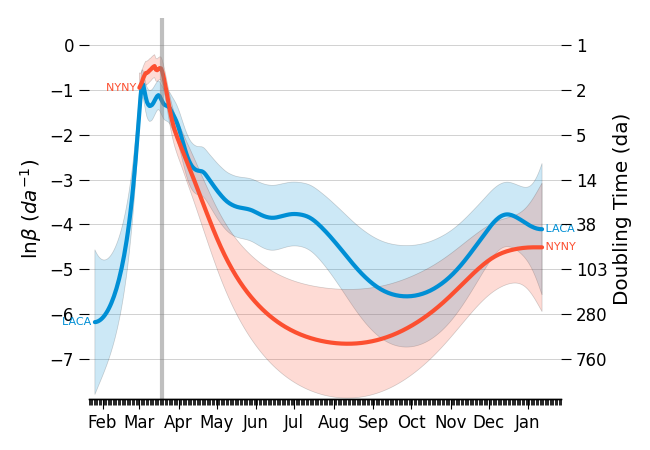 0
1
NYNY
−1
2
−2
5
−3
14
lnβ (da⁻¹)
Doubling Time (da)
−4
38
LACA
NYNY
−5
103
−6
LACA
280
−7
760
Feb Mar Apr May Jun Jul Aug Sep Oct Nov Dec Jan